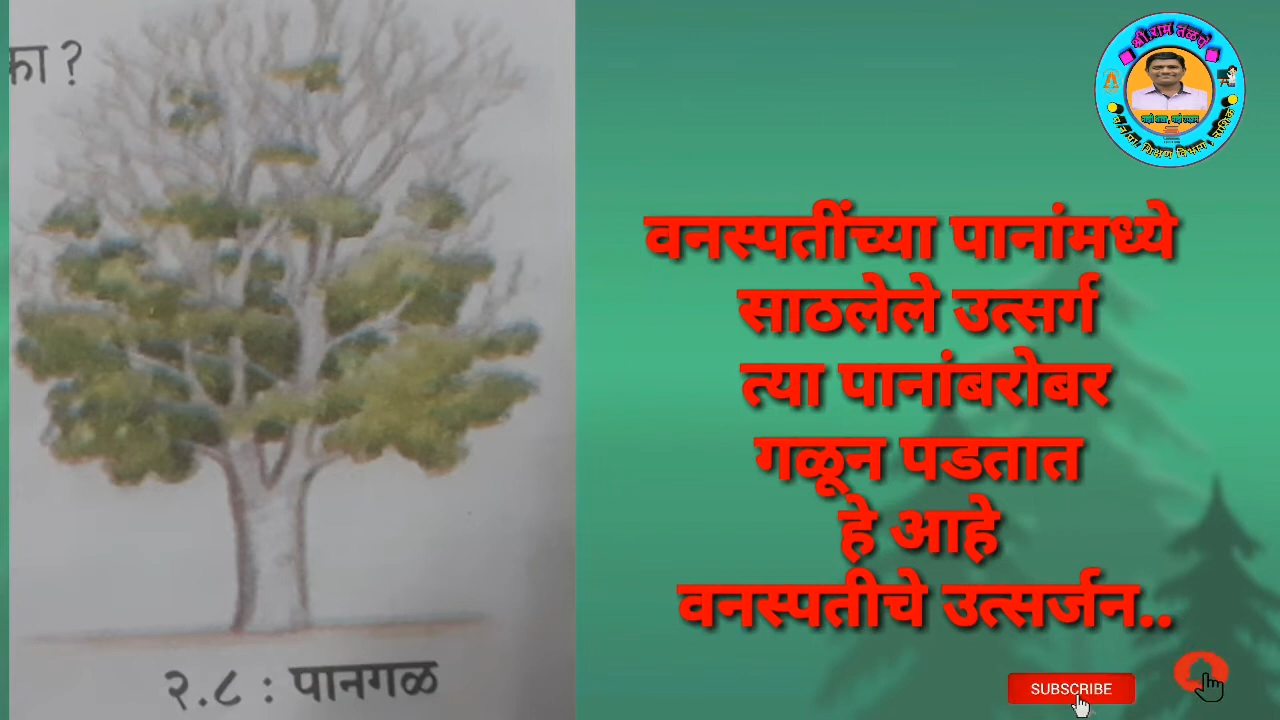 का ?
२.८ : पानगळ
श्री.राम तळपे
वनस्पतींच्या पानांमध्ये
साठलेले उत्सर्ग
त्या पानांबरोबर
गळून पडतात
हे आहे
वनस्पतीचे उत्सर्जन..
SUBSCRIBE